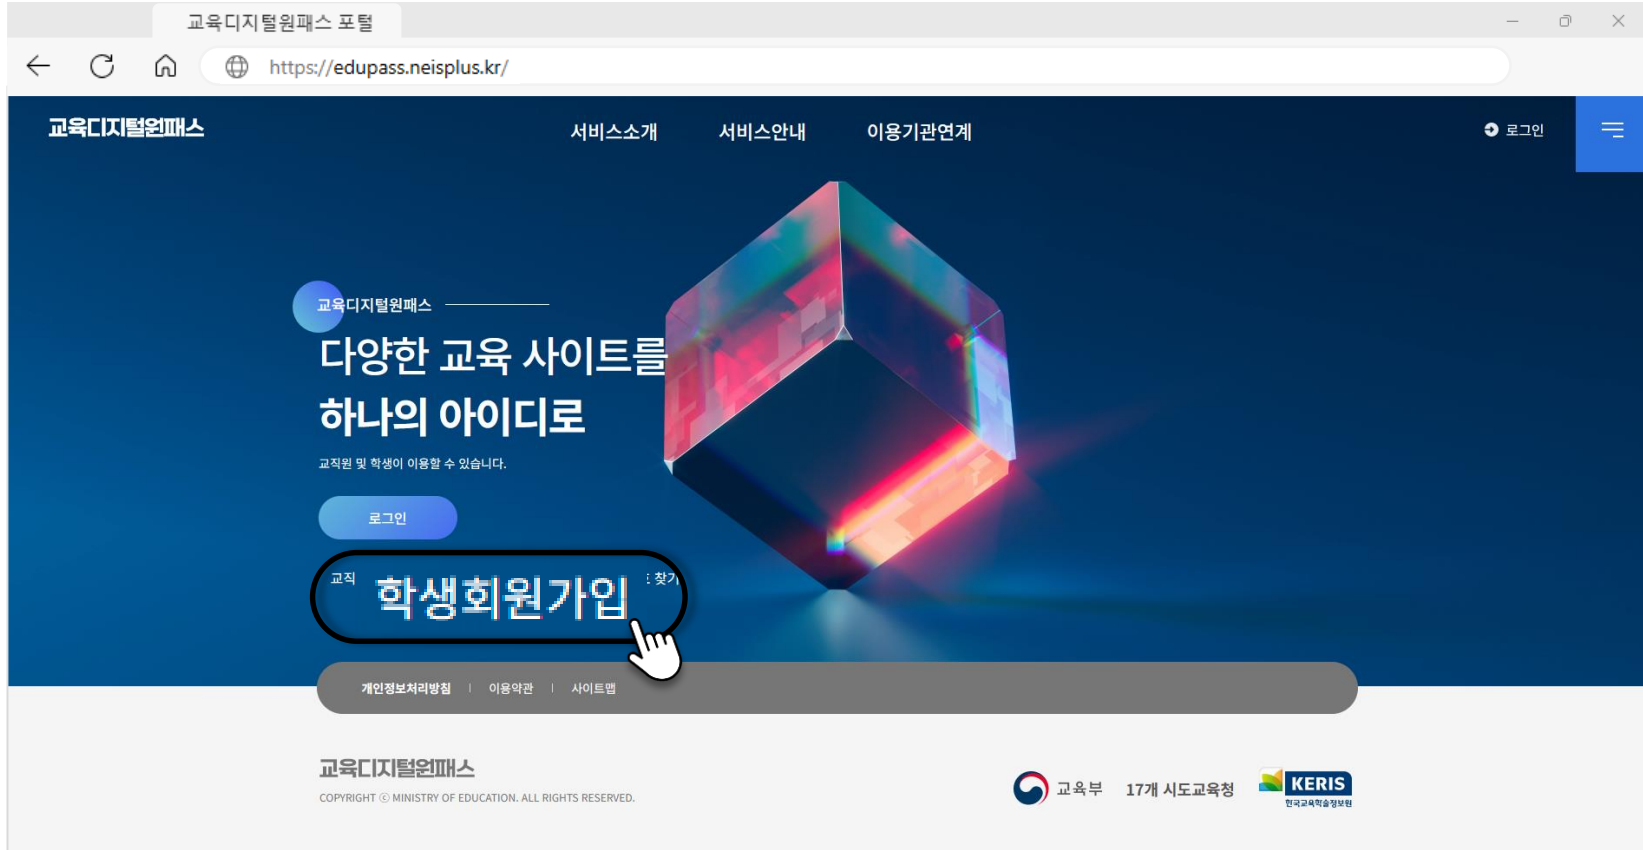 교육디지털원패스 포털
https://edupass.neisplus.kr/
교육디지털원패스
서비스소개
서비스안내
이용기관연계
로그인
교육디지털원패스
다양한 교육 사이트를
하나의 아이디로
교직원 및 학생이 이용할 수 있습니다.
로그인
교직
찾기
학생회원가입
개인정보처리방침 | 이용약관 | 사이트맵
교육디지털원패스
COPYRIGHT ⓒ MINISTRY OF EDUCATION. ALL RIGHTS RESERVED.
교육부
17개 시도교육청
KERIS
한국교육학술정보원